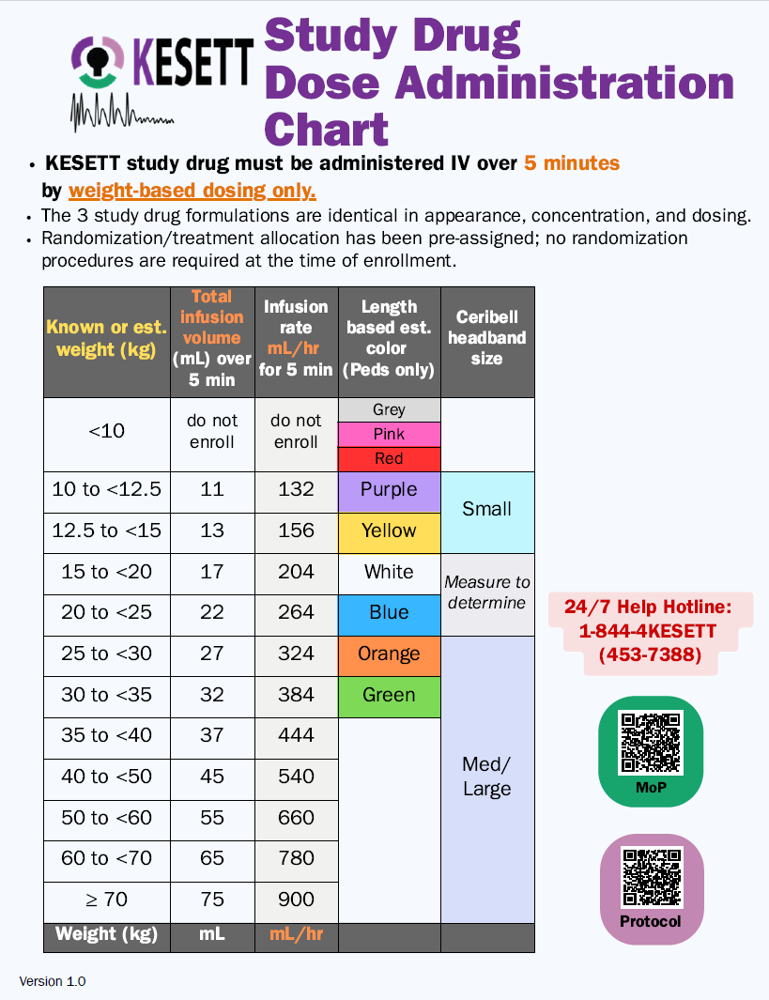 KESETT
Study Drug
Dose Administration
Chart
• KESETT study drug must be administered IV over 5 minutes
by weight-based dosing only.
• The 3 study drug formulations are identical in appearance, concentration, and dosing.
• Randomization/treatment allocation has been pre-assigned; no randomization
procedures are required at the time of enrollment.
Known or est. weight (kg) | Total infusion volume (mL) over 5 min | Infusion rate mL/hr for 5 min | Length based est. color (Peds only) | Ceribell headband size
<10 | do not enroll | do not enroll | Grey
Pink
Red
10 to <12.5 | 11 | 132 | Purple | Small
12.5 to <15 | 13 | 156 | Yellow
15 to <20 | 17 | 204 | White | Measure to determine
20 to <25 | 22 | 264 | Blue
25 to <30 | 27 | 324 | Orange | Med/ Large
30 to <35 | 32 | 384 | Green
35 to <40 | 37 | 444
40 to <50 | 45 | 540
50 to <60 | 55 | 660
60 to <70 | 65 | 780
≥ 70 | 75 | 900
Weight (kg) | mL | mL/hr
24/7 Help Hotline:
1-844-4KESETT
(453-7388)
MoP
Protocol
Version 1.0